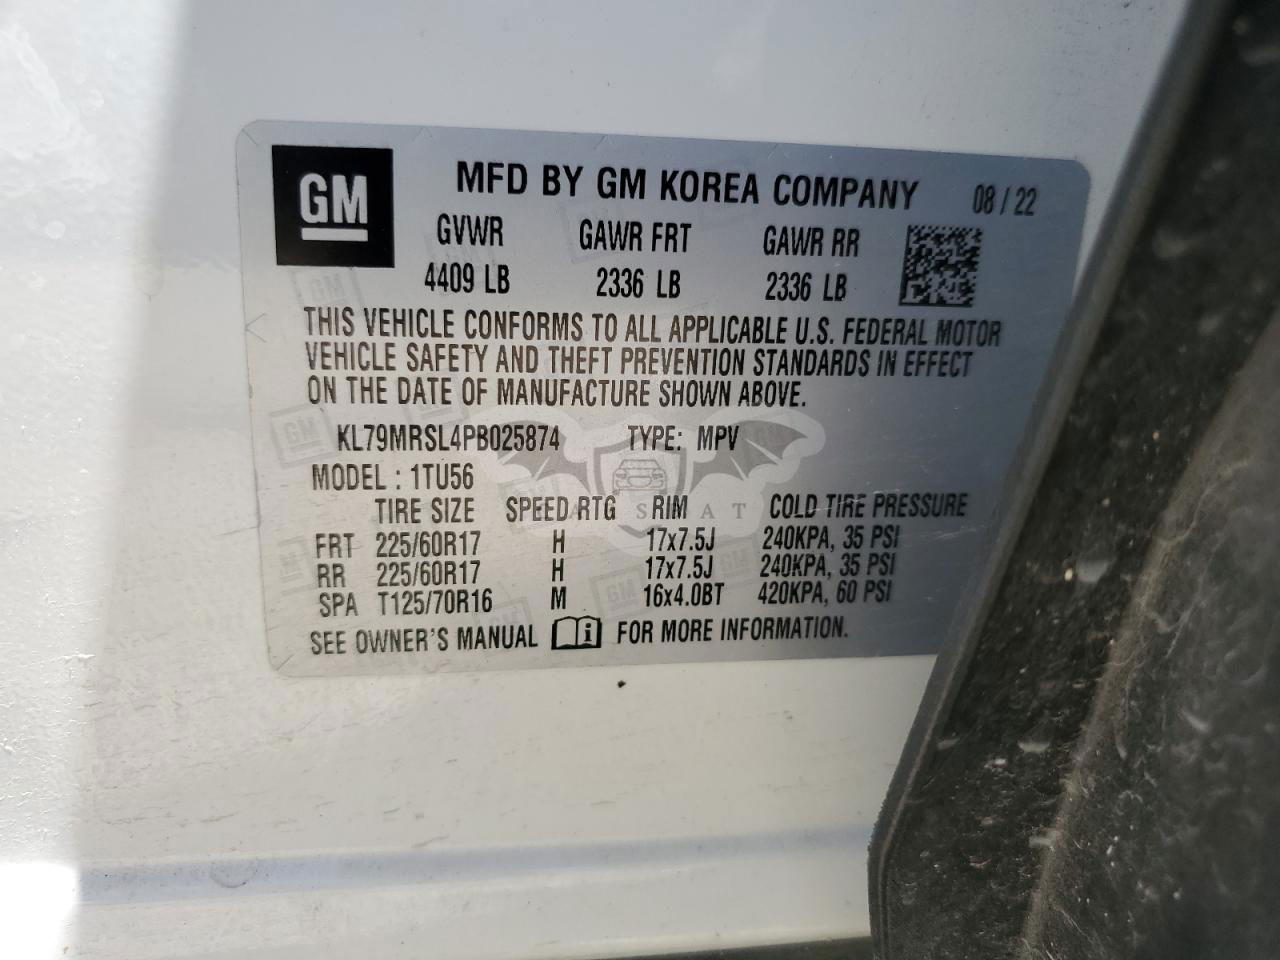 GM
MFD BY GM KOREA COMPANY 08 / 22
GVWR GAWR FRT GAWR RR
4409 LB 2336 LB 2336 LB
THIS VEHICLE CONFORMS TO ALL APPLICABLE U.S. FEDERAL MOTOR
VEHICLE SAFETY AND THEFT PREVENTION STANDARDS IN EFFECT
ON THE DATE OF MANUFACTURE SHOWN ABOVE.
KL79MRSL4PB025874 TYPE: MPV
MODEL : 1TU56
TIRE SIZE SPEED RTG RIM COLD TIRE PRESSURE
FRT 225/60R17 H 17x7.5J 240KPA, 35 PSI
RR 225/60R17 H 17x7.5J 240KPA, 35 PSI
SPA T125/70R16 M 16x4.0BT 420KPA, 60 PSI
SEE OWNER'S MANUAL i FOR MORE INFORMATION.